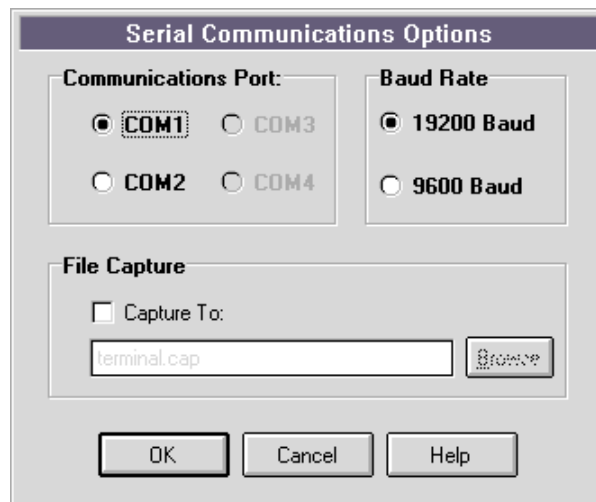 Serial Communications Options
Communications Port:
Baud Rate
COM1 COM3
19200 Baud
COM2 COM4
9600 Baud
File Capture
Capture To:
terminal.cap
Browse
OK Cancel Help